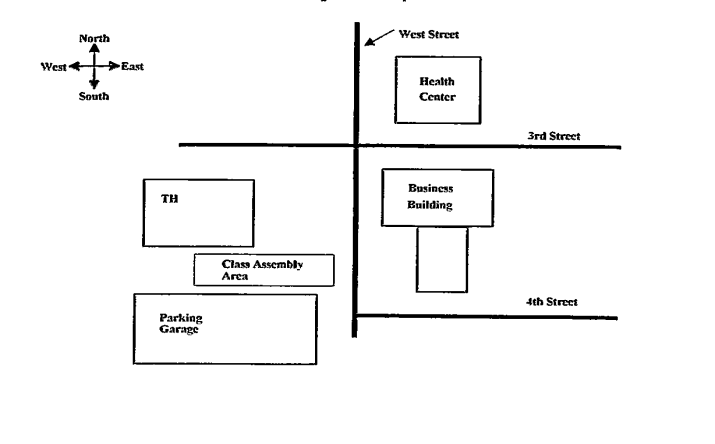 North
West East
South
West Street
Health
Center
3rd Street
TH
Business
Building
Class Assembly
Area
4th Street
Parking
Garage